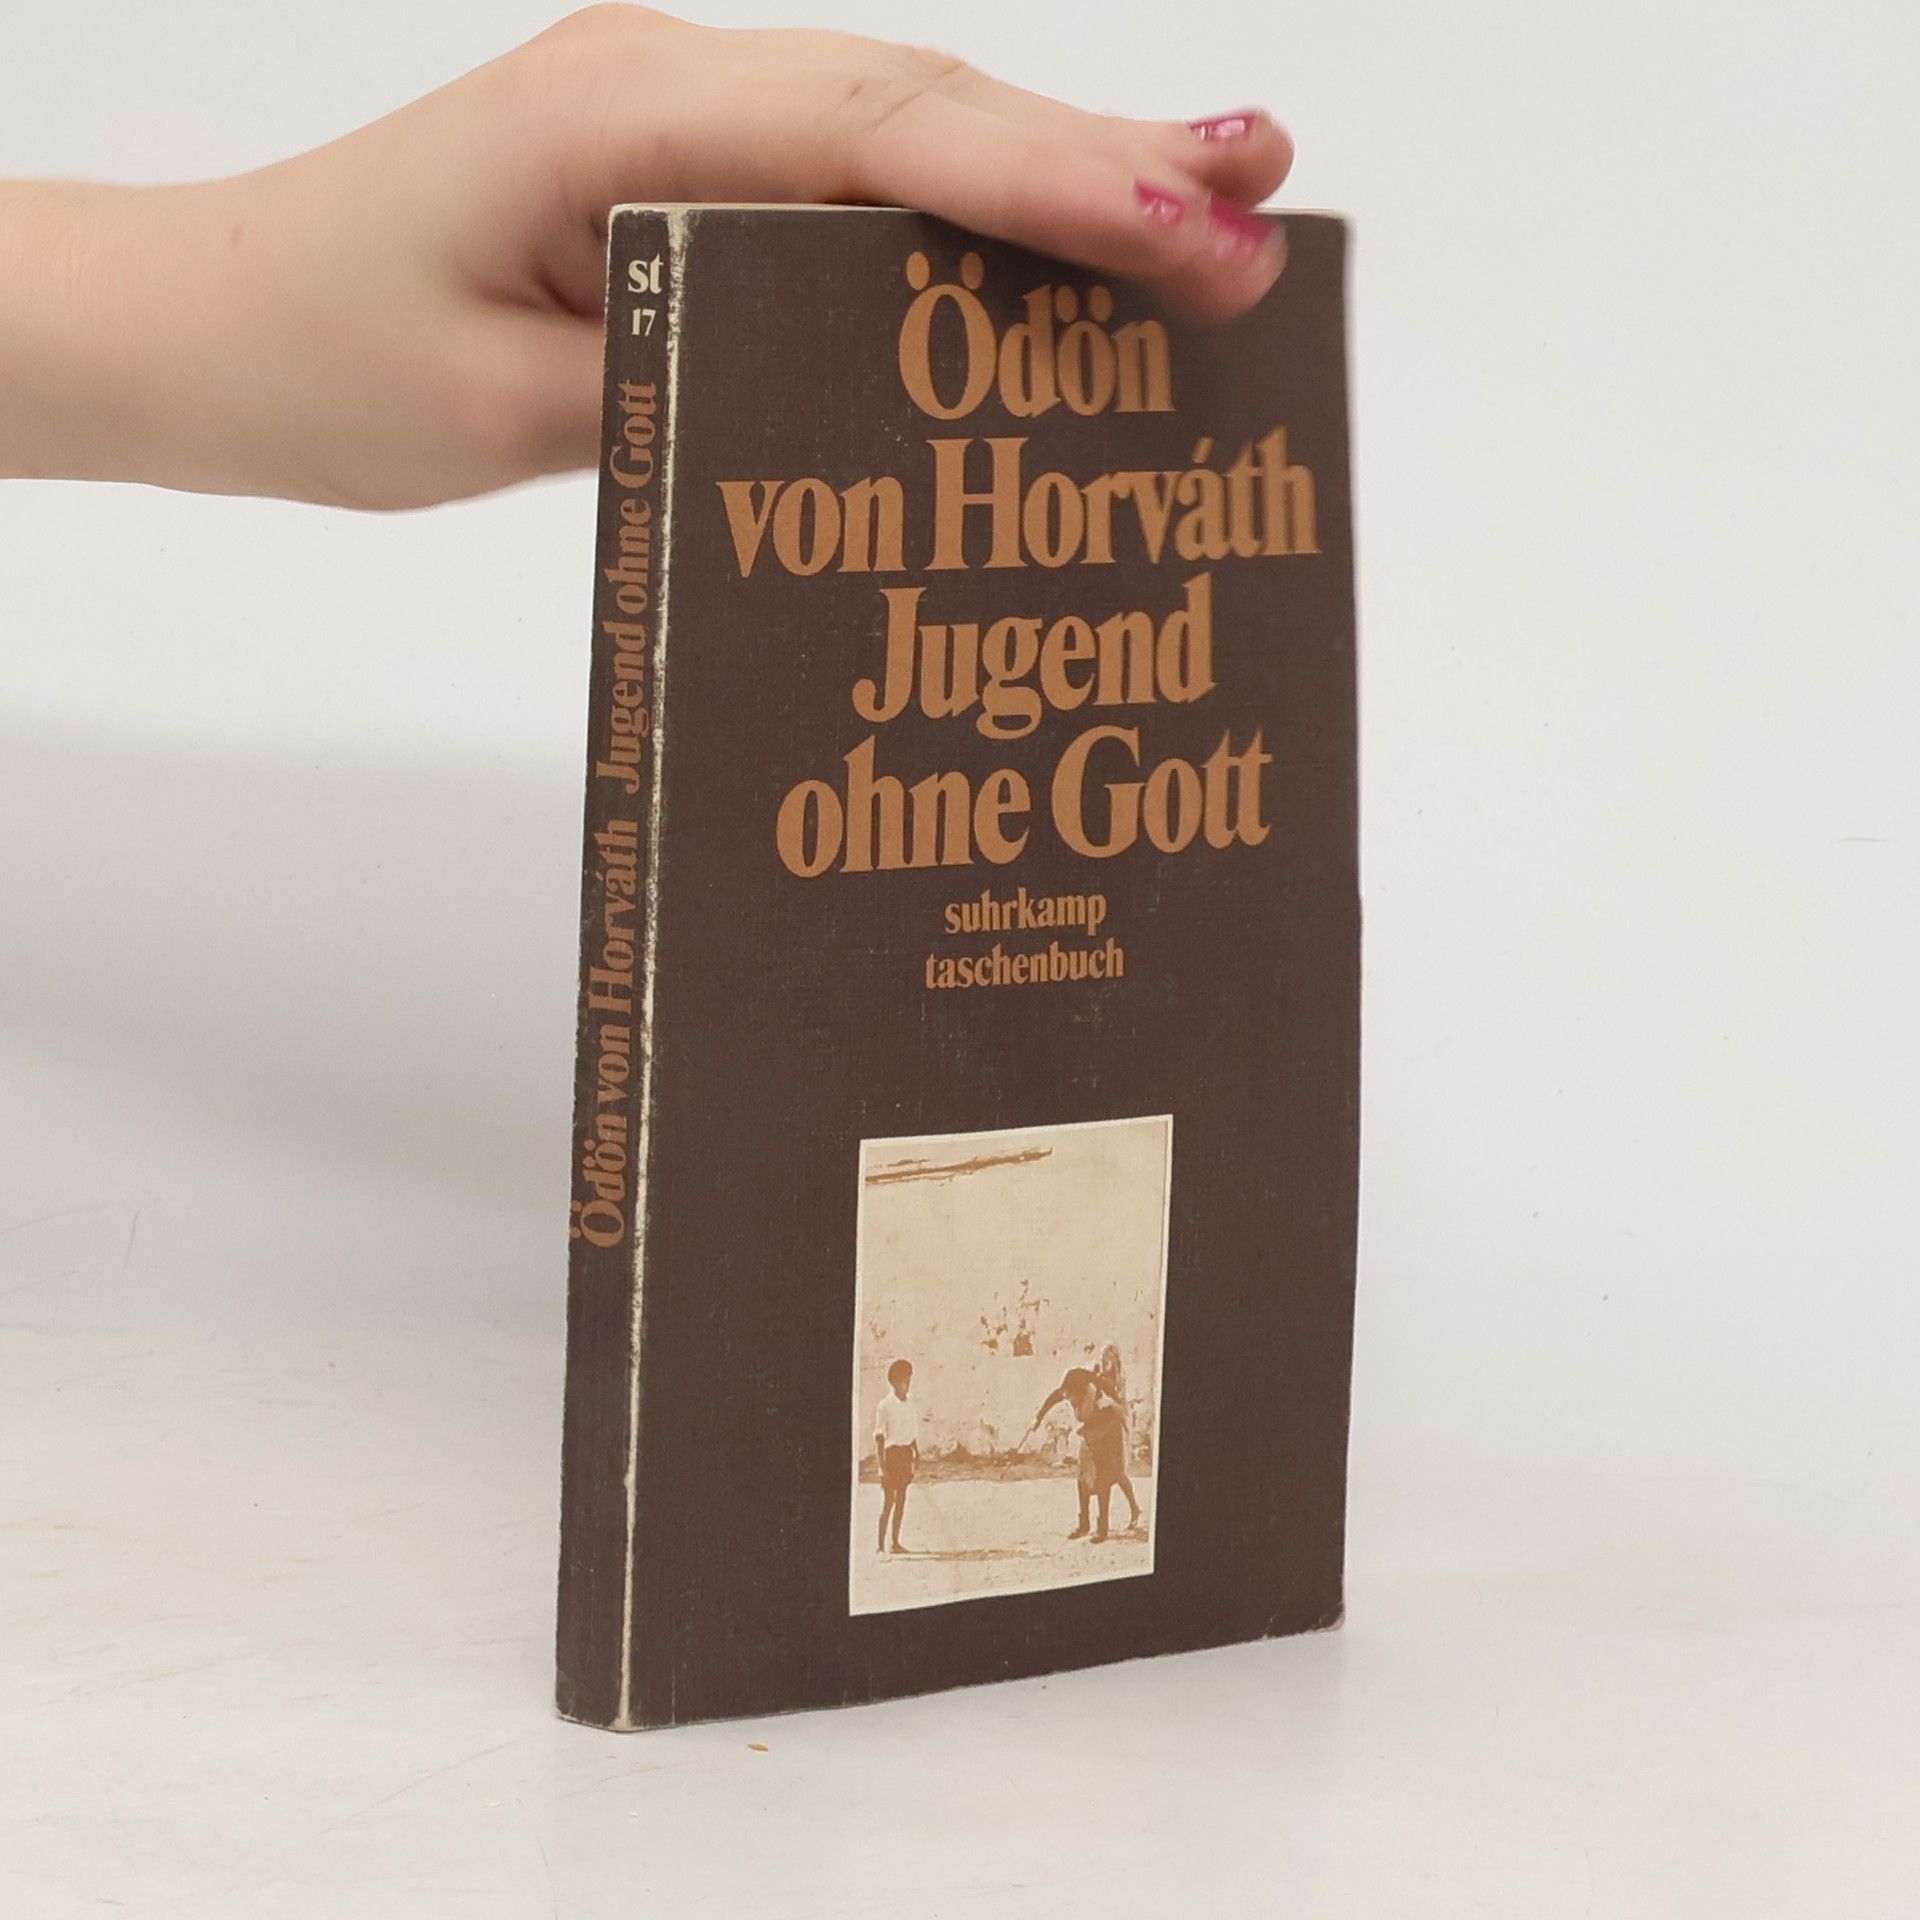 st
17
Ödön von Horváth Jugend ohne Gott
Ödön
von Horváth
Jugend
ohne Gott
suhrkamp
taschenbuch